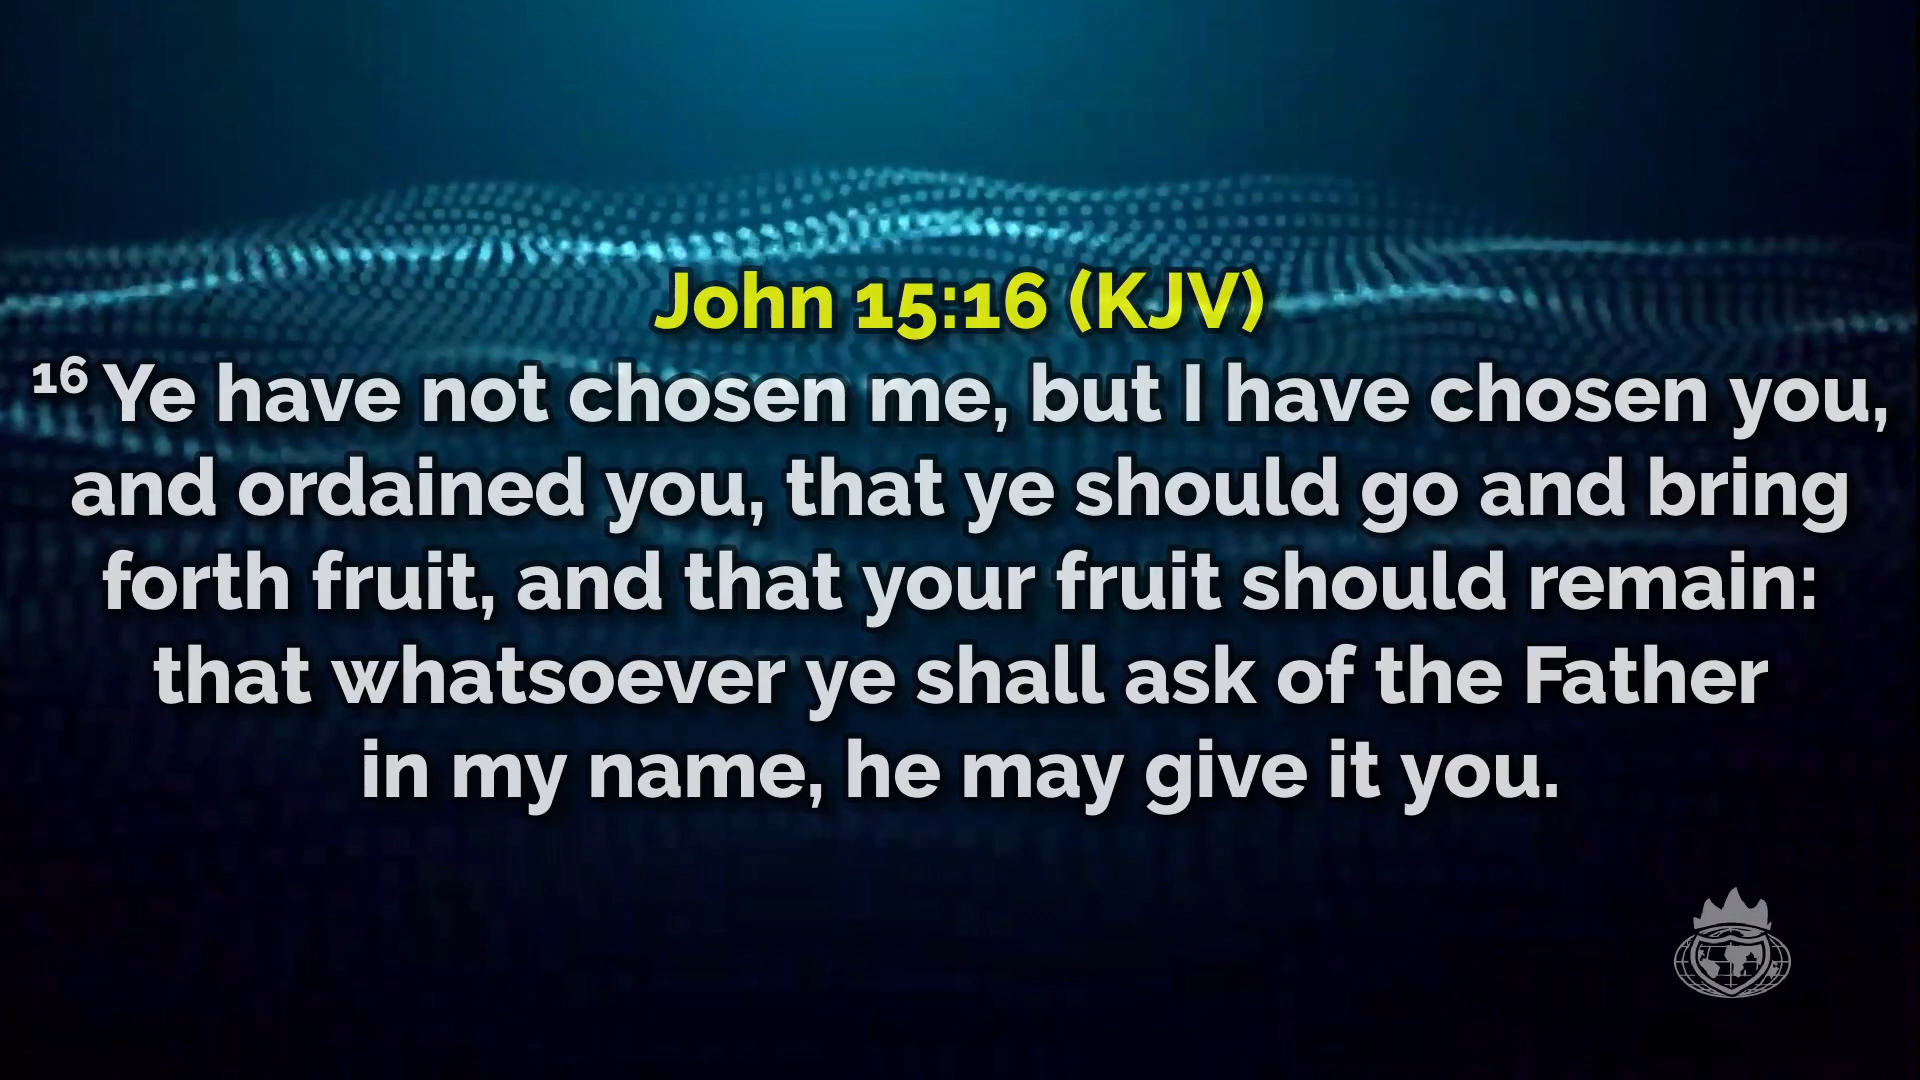 John 15:16 (KJV)
16 Ye have not chosen me, but I have chosen you,
and ordained you, that ye should go and bring
forth fruit, and that your fruit should remain:
that whatsoever ye shall ask of the Father
in my name, he may give it you.